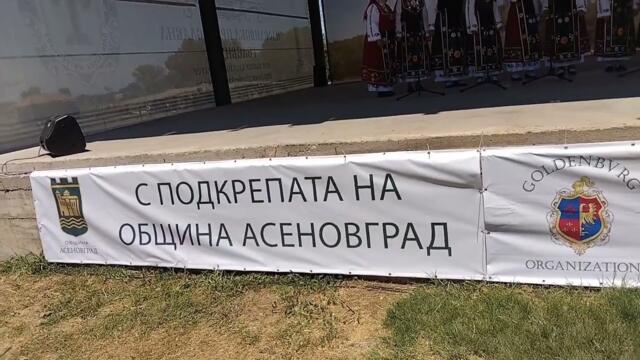 С ПОДКРЕПАТА НА
ОБЩИНА АСЕНОВГРАД
ОБЩИНА
АСЕНОВГРАД
GOLDENBURG
ORGANIZATION